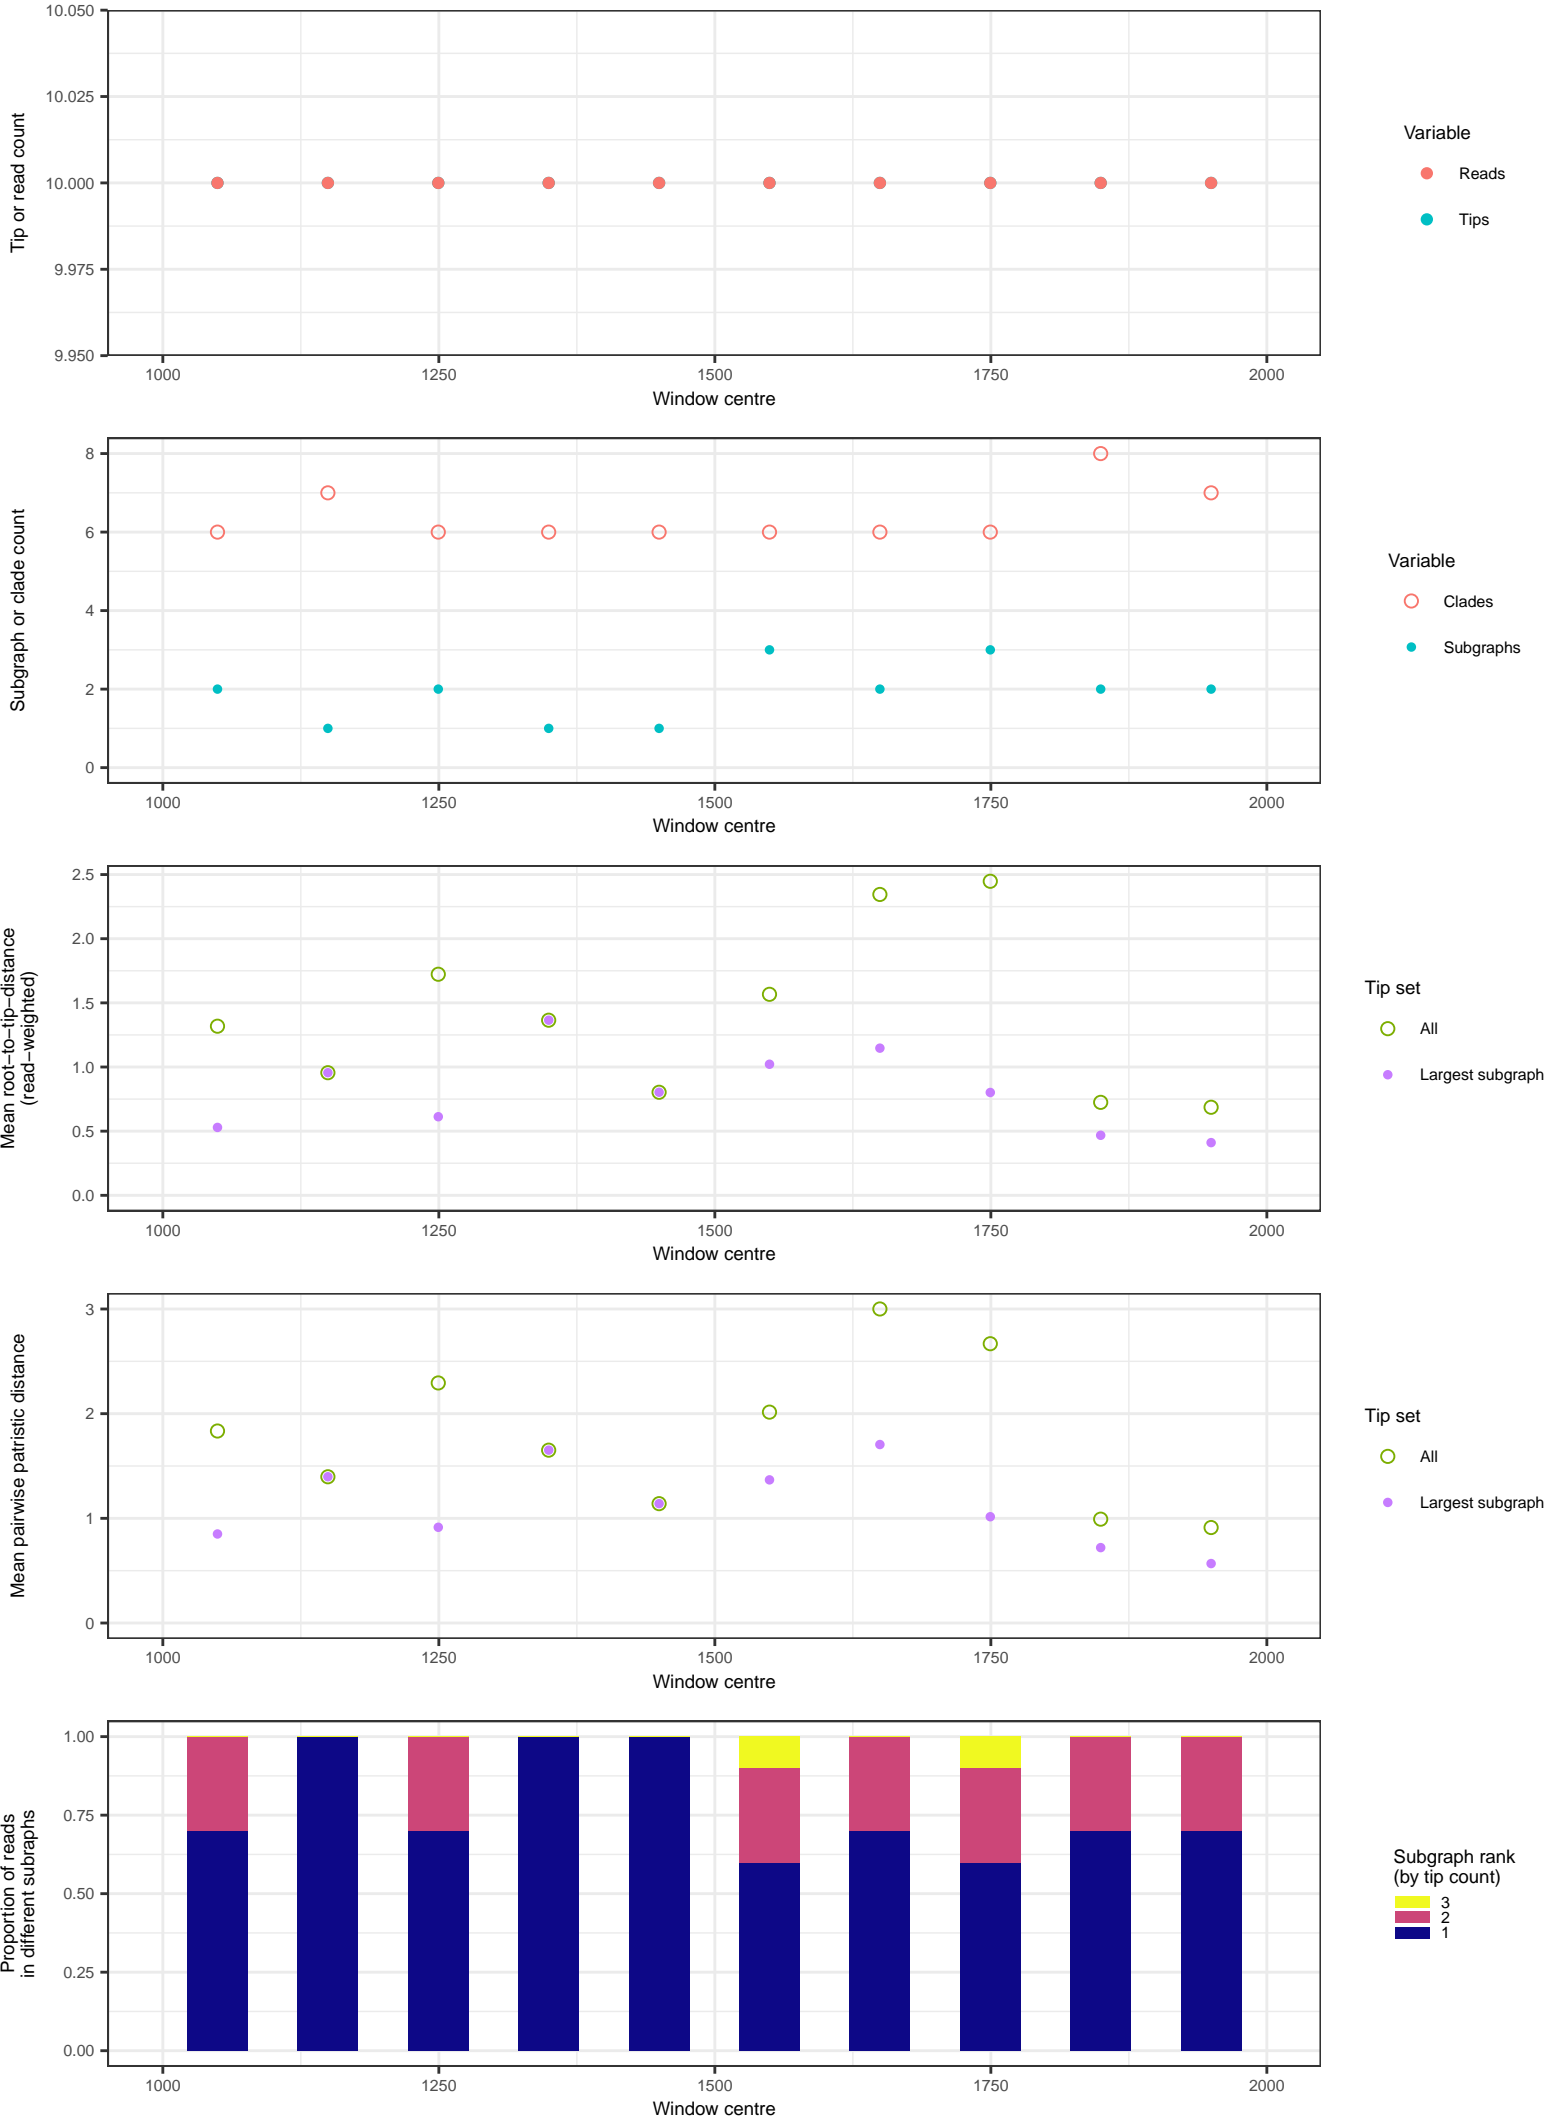 10.050
10.025
10.000
9.975
9.950
Tip or read count
1000 1250 1500 1750 2000
Window centre
Variable
Reads
Tips
8
6
4
2
0
Subgraph or clade count
1000 1250 1500 1750 2000
Window centre
Variable
Clades
Subgraphs
2.5
2.0
1.5
1.0
0.5
0.0
Mean root−to−tip−distance
(read−weighted)
1000 1250 1500 1750 2000
Window centre
Tip set
All
Largest subgraph
3
2
1
0
Mean pairwise patristic distance
1000 1250 1500 1750 2000
Window centre
Tip set
All
Largest subgraph
1.00
0.75
0.50
0.25
0.00
Proportion of reads
in different subraphs
1000 1250 1500 1750 2000
Window centre
Subgraph rank
(by tip count)
3
2
1